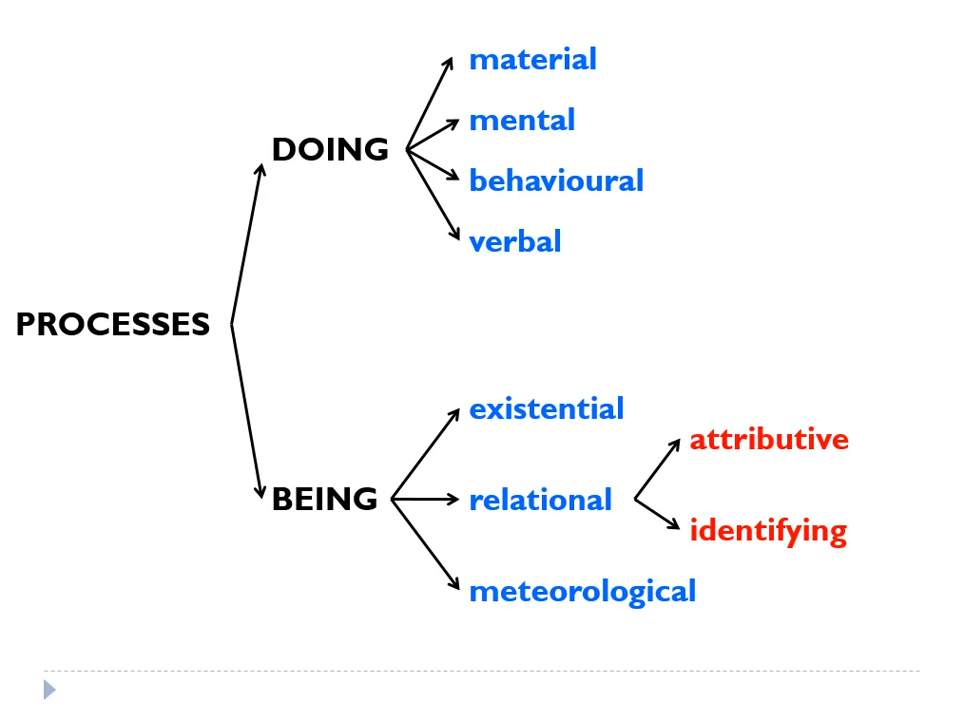 material
mental
DOING
behavioural
verbal
PROCESSES
existential
attributive
BEING
relational
identifying
meteorological